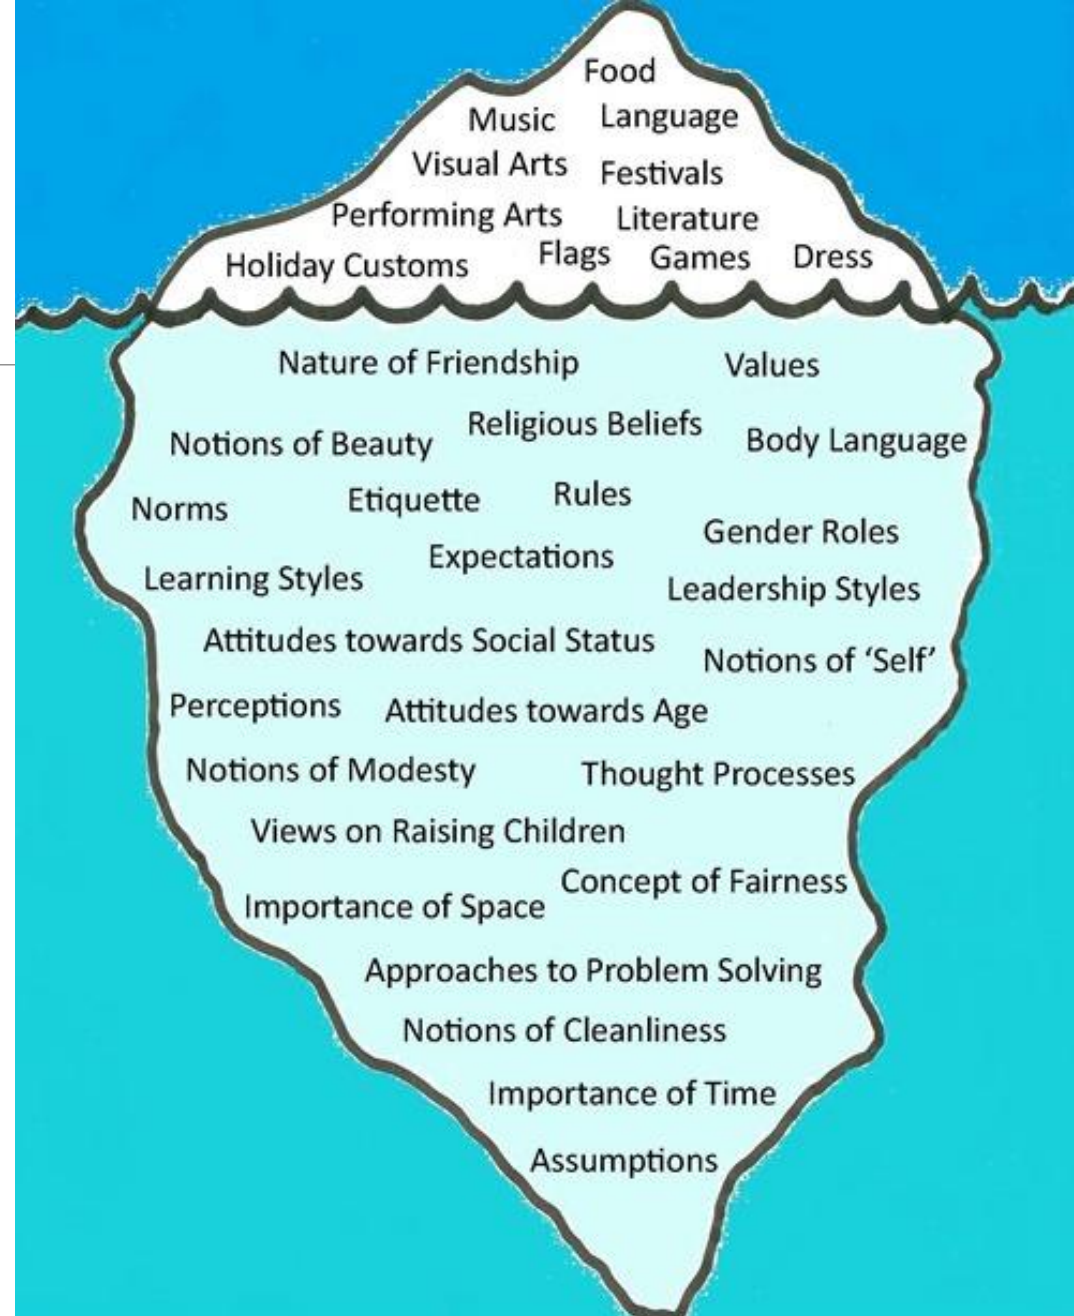 Food
Music Language
Visual Arts Festivals
Performing Arts Literature
Holiday Customs Flags Games Dress
Nature of Friendship Values
Notions of Beauty Religious Beliefs Body Language
Norms Etiquette Rules
Gender Roles
Expectations
Learning Styles Leadership Styles
Attitudes towards Social Status
Notions of ‘Self’
Perceptions Attitudes towards Age
Notions of Modesty Thought Processes
Views on Raising Children
Concept of Fairness
Importance of Space
Approaches to Problem Solving
Notions of Cleanliness
Importance of Time
Assumptions